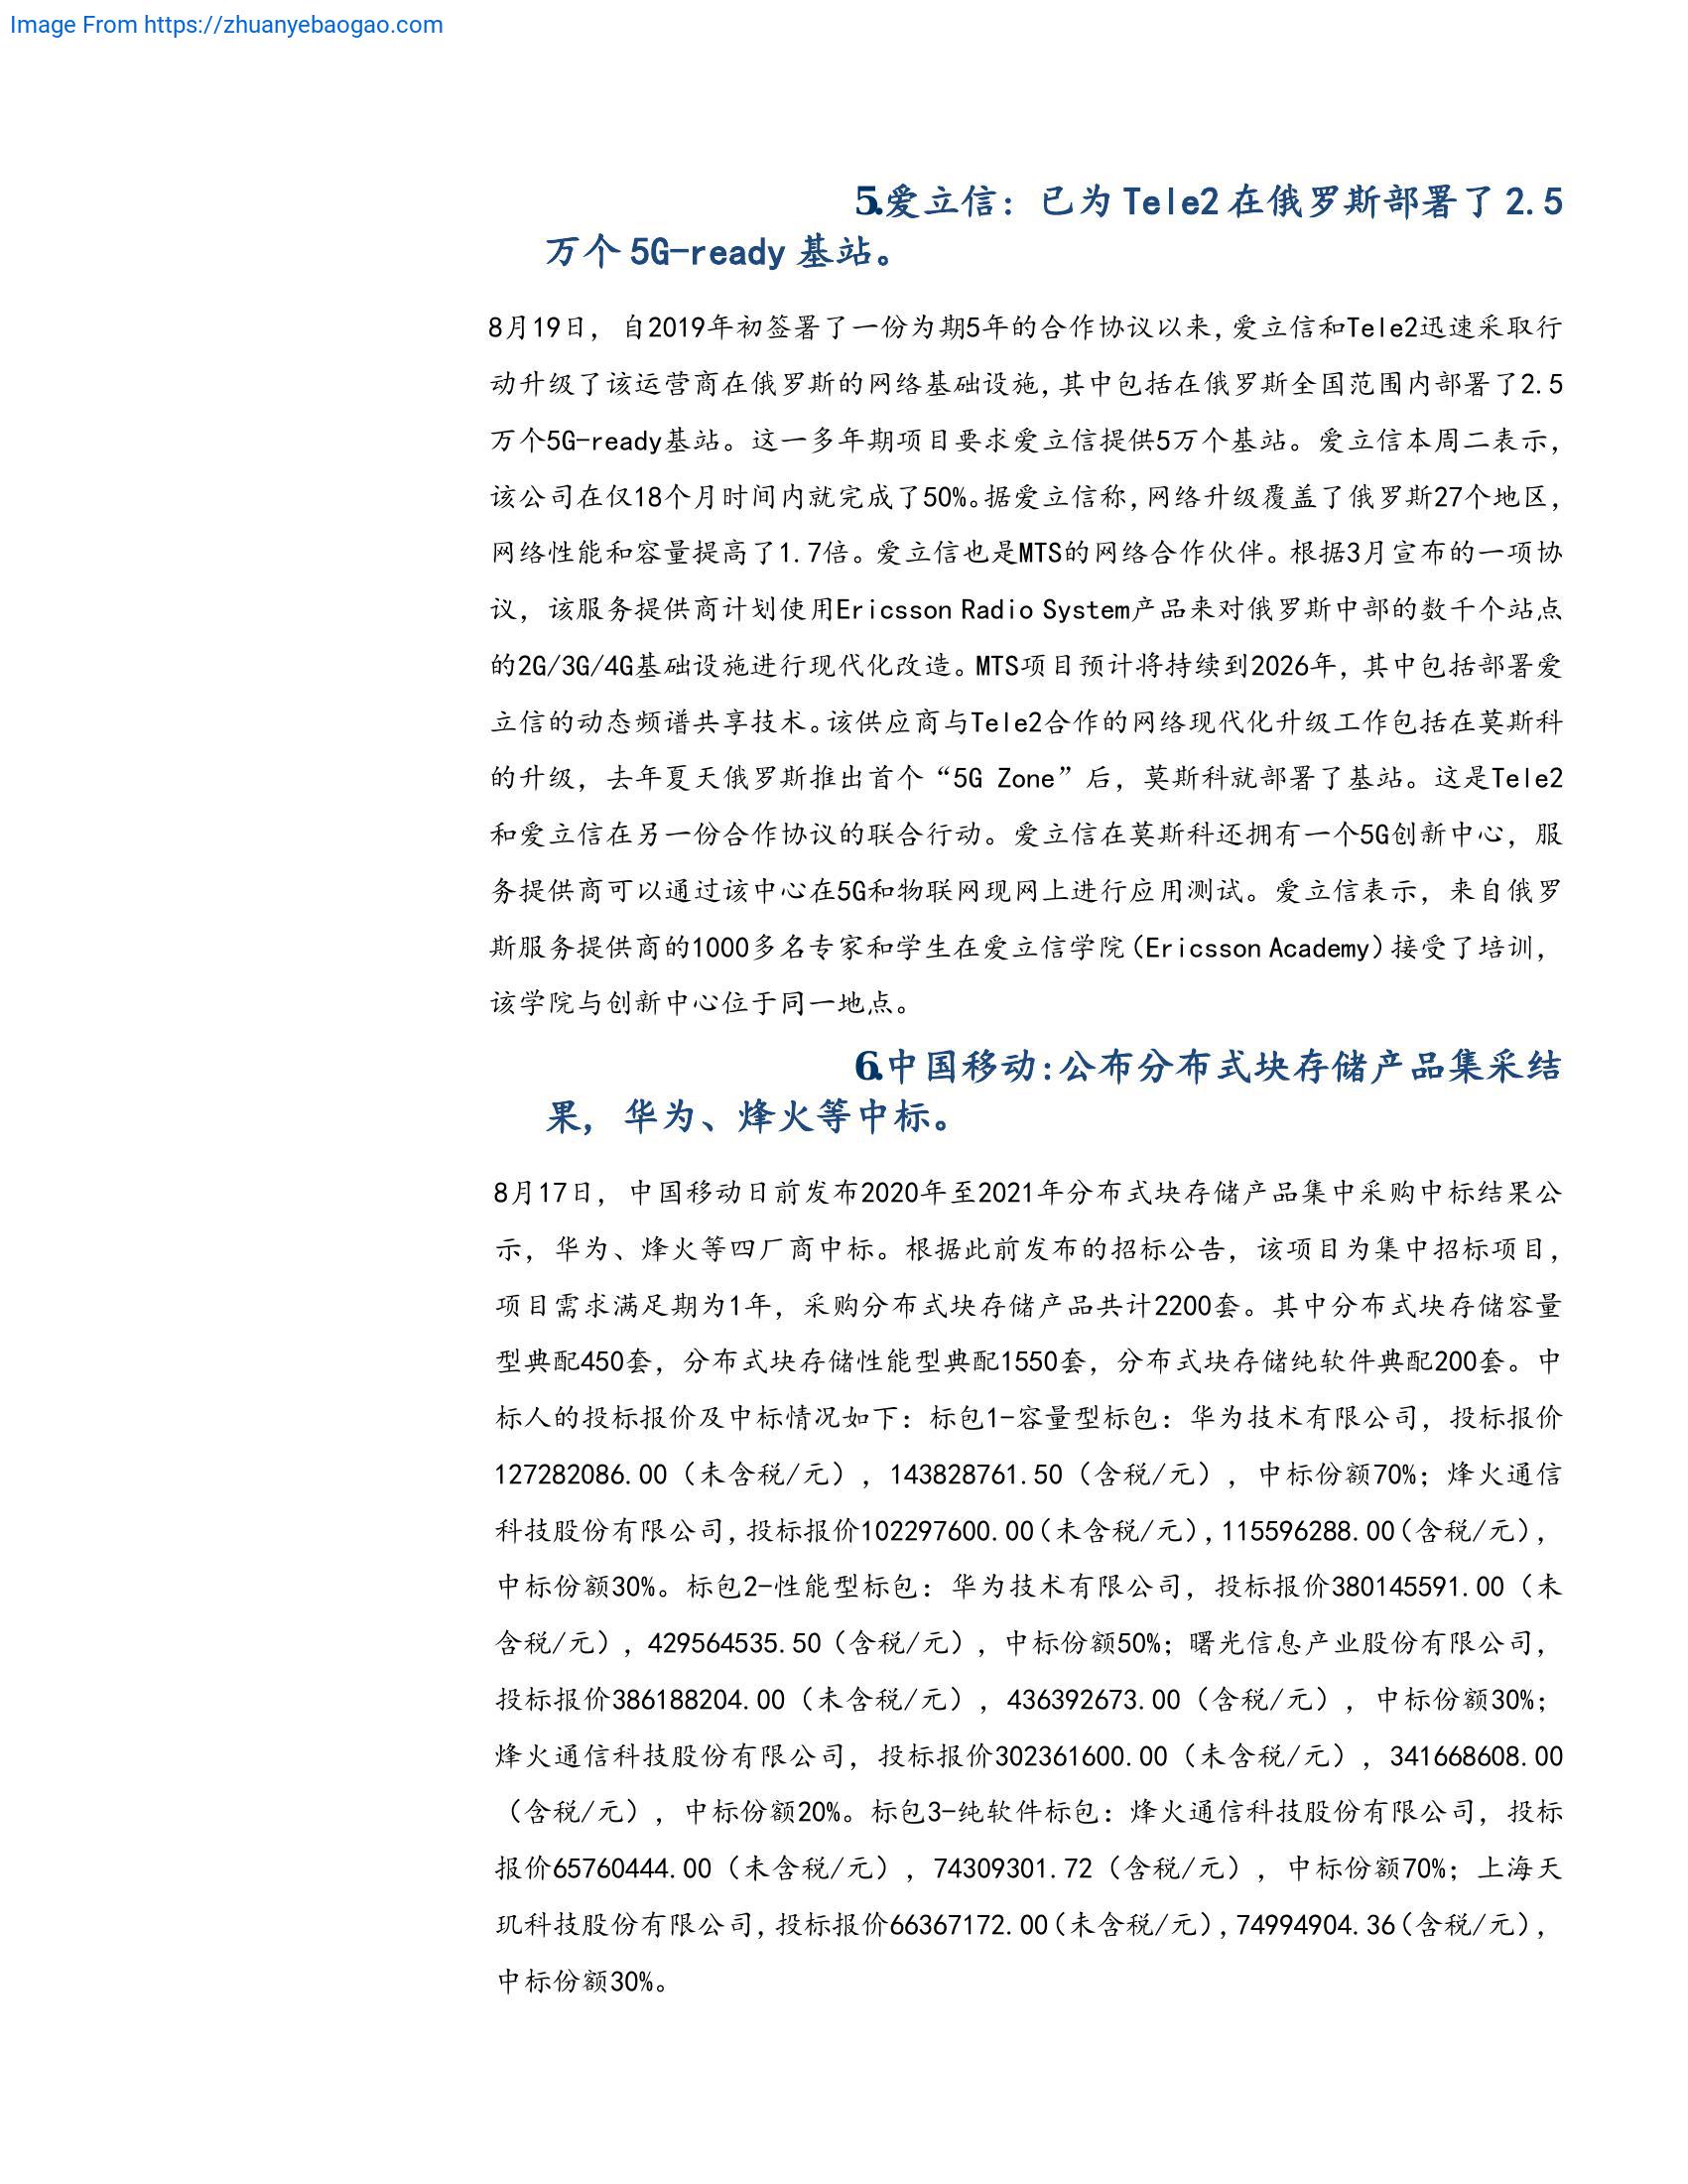 Image From https://zhuanyebaogao.com
5.爱立信：已为 Tele2 在俄罗斯部署了 2.5
万个 5G-ready 基站。
8月19日，自2019年初签署了一份为期5年的合作协议以来,爱立信和Tele2迅速采取行
动升级了该运营商在俄罗斯的网络基础设施,其中包括在俄罗斯全国范围内部署了2.5
万个5G-ready基站。这一多年期项目要求爱立信提供5万个基站。爱立信本周二表示，
该公司在仅18个月时间内就完成了50%。据爱立信称,网络升级覆盖了俄罗斯27个地区，
网络性能和容量提高了1.7倍。爱立信也是MTS的网络合作伙伴。根据3月宣布的一项协
议，该服务提供商计划使用Ericsson Radio System产品来对俄罗斯中部的数千个站点
的2G/3G/4G基础设施进行现代化改造。MTS项目预计将持续到2026年，其中包括部署爱
立信的动态频谱共享技术。该供应商与Tele2合作的网络现代化升级工作包括在莫斯科
的升级，去年夏天俄罗斯推出首个“5G Zone”后，莫斯科就部署了基站。这是Tele2
和爱立信在另一份合作协议的联合行动。爱立信在莫斯科还拥有一个5G创新中心，服
务提供商可以通过该中心在5G和物联网现网上进行应用测试。爱立信表示，来自俄罗
斯服务提供商的1000多名专家和学生在爱立信学院（Ericsson Academy）接受了培训，
该学院与创新中心位于同一地点。
6.中国移动:公布分布式块存储产品集采结
果，华为、烽火等中标。
8月17日，中国移动日前发布2020年至2021年分布式块存储产品集中采购中标结果公
示，华为、烽火等四厂商中标。根据此前发布的招标公告，该项目为集中招标项目，
项目需求满足期为1年，采购分布式块存储产品共计2200套。其中分布式块存储容量
型典配450套，分布式块存储性能型典配1550套，分布式块存储纯软件典配200套。中
标人的投标报价及中标情况如下：标包1-容量型标包：华为技术有限公司，投标报价
127282086.00（未含税/元），143828761.50（含税/元），中标份额70%；烽火通信
科技股份有限公司,投标报价102297600.00（未含税/元）,115596288.00（含税/元），
中标份额30%。标包2-性能型标包：华为技术有限公司，投标报价380145591.00（未
含税/元），429564535.50（含税/元），中标份额50%；曙光信息产业股份有限公司，
投标报价386188204.00（未含税/元），436392673.00（含税/元），中标份额30%；
烽火通信科技股份有限公司，投标报价302361600.00（未含税/元），341668608.00
（含税/元），中标份额20%。标包3-纯软件标包：烽火通信科技股份有限公司，投标
报价65760444.00（未含税/元），74309301.72（含税/元），中标份额70%；上海天
玑科技股份有限公司,投标报价66367172.00（未含税/元）,74994904.36（含税/元），
中标份额30%。